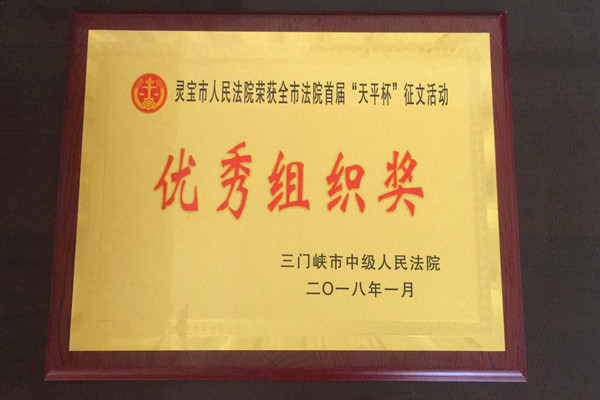 灵宝市人民法院荣获全市法院首届“天平杯”征文活动
优秀组织奖
三门峡市中级人民法院
二〇一八年一月